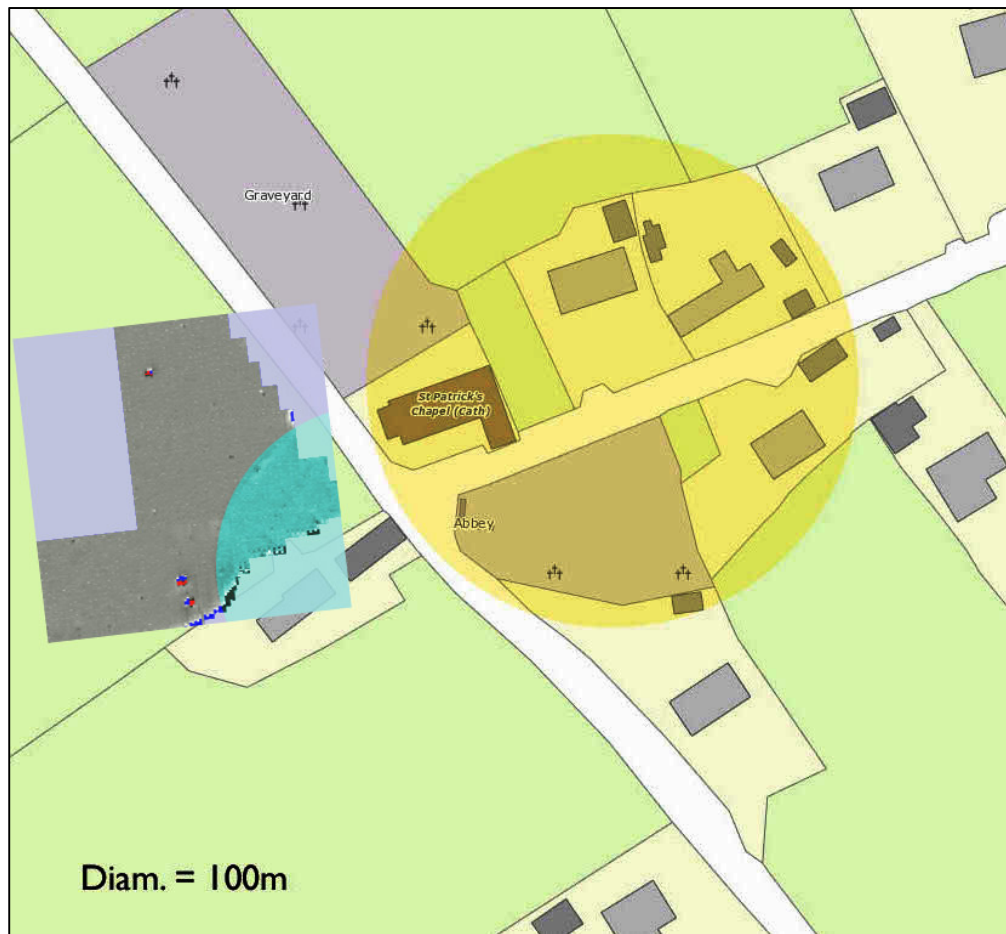 Graveyard
St Patrick's
Chapel (Cath)
Abbey
Diam. = 100m